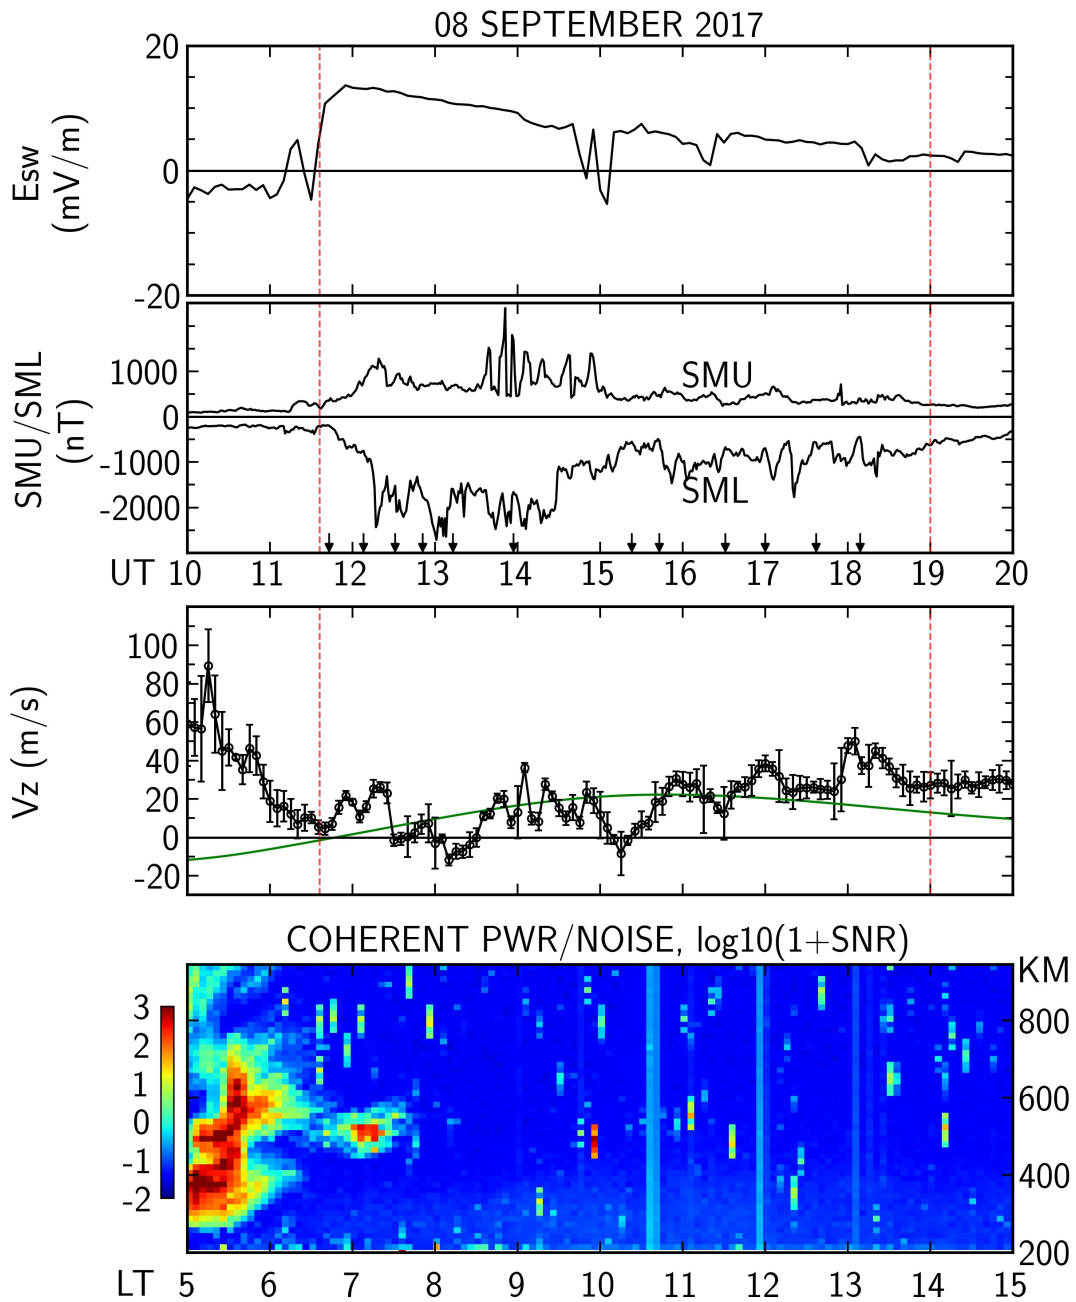 08 SEPTEMBER 2017
20
0
-20
Esw
(mV/m)
1000
0
-1000
-2000
SMU/SML
(nT)
SMU
SML
UT 10 11 12 13 14 15 16 17 18 19 20
100
80
60
40
20
0
-20
Vz (m/s)
COHERENT PWR/NOISE, log10(1+SNR)
KM
3
2
1
0
-1
-2
800
600
400
200
LT 5 6 7 8 9 10 11 12 13 14 15